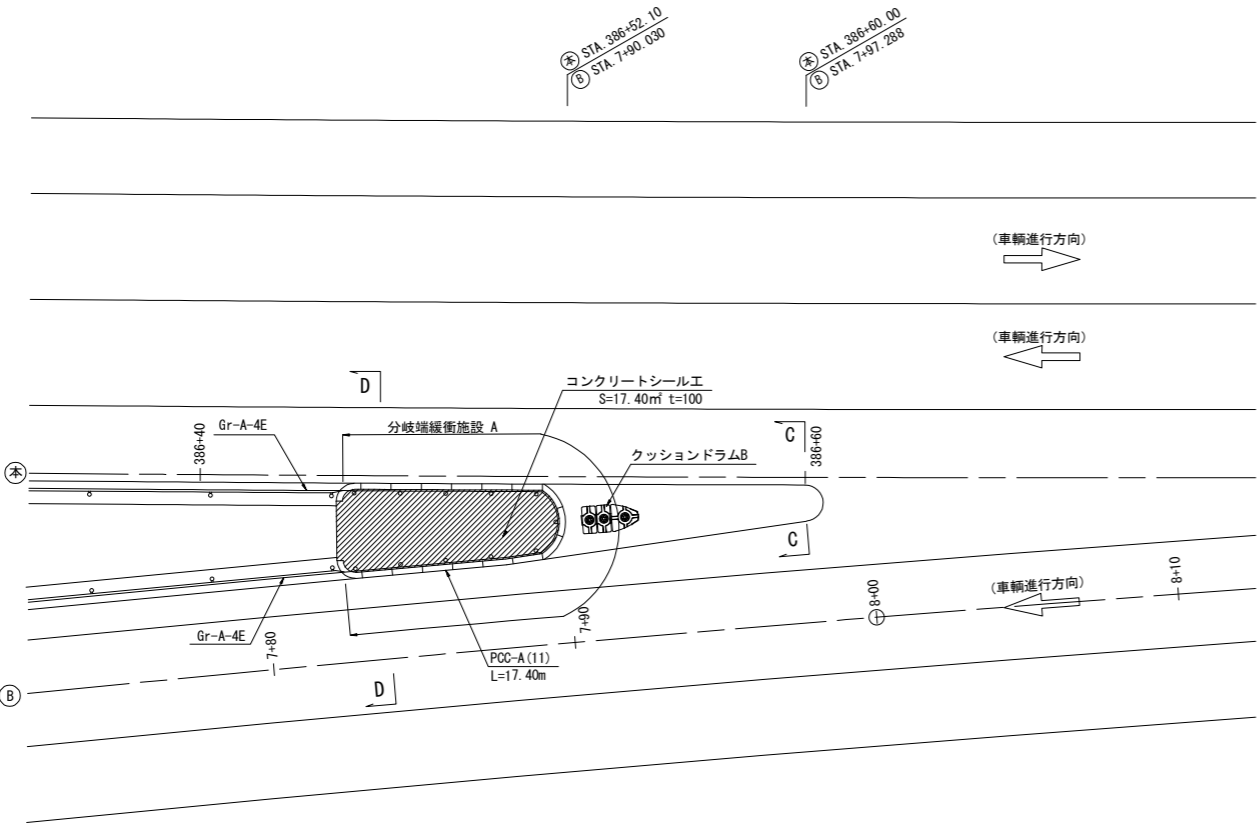 本 STA. 386+52.10
B STA. 7+90.030
本 STA. 386+60.00
B STA. 7+97.288
(車輌進行方向)
(車輌進行方向)
D
コンクリートシール工
S=17.40㎡ t=100
Gr-A-4E
386+40
分岐端緩衝施設 A
C
386+60
クッションドラムB
本
C
(車輌進行方向)
8+10
8+00
7+90
Gr-A-4E
7+80
PCC-A(11)
L=17.40m
D
B